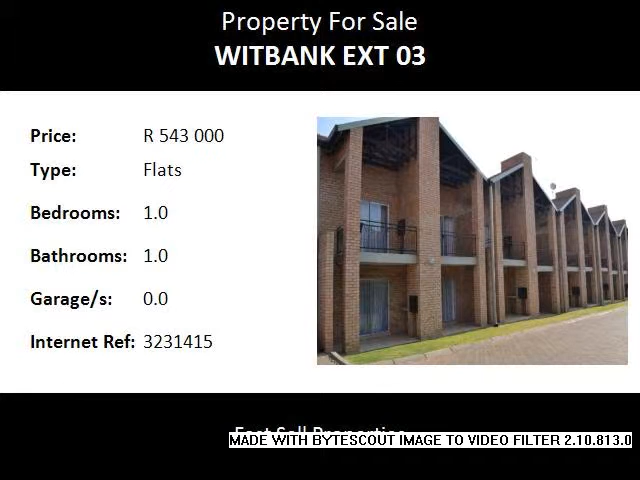 Property For Sale
WITBANK EXT 03
Price: R 543 000
Type: Flats
Bedrooms: 1.0
Bathrooms: 1.0
Garage/s: 0.0
Internet Ref: 3231415
MADE WITH BYTESCOUT IMAGE TO VIDEO FILTER 2.10.813.0